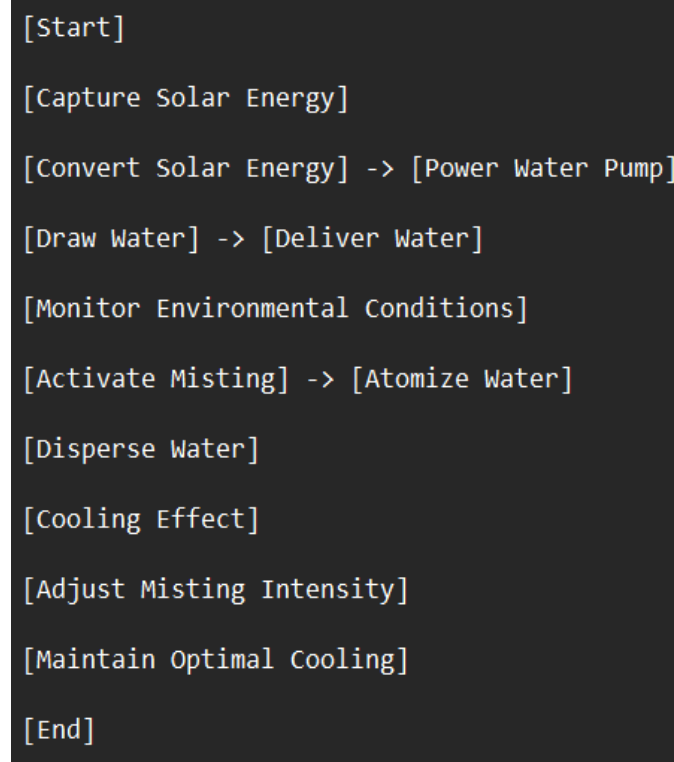 [Start]
[Capture Solar Energy]
[Convert Solar Energy] -> [Power Water Pump]
[Draw Water] -> [Deliver Water]
[Monitor Environmental Conditions]
[Activate Misting] -> [Atomize Water]
[Disperse Water]
[Cooling Effect]
[Adjust Misting Intensity]
[Maintain Optimal Cooling]
[End]